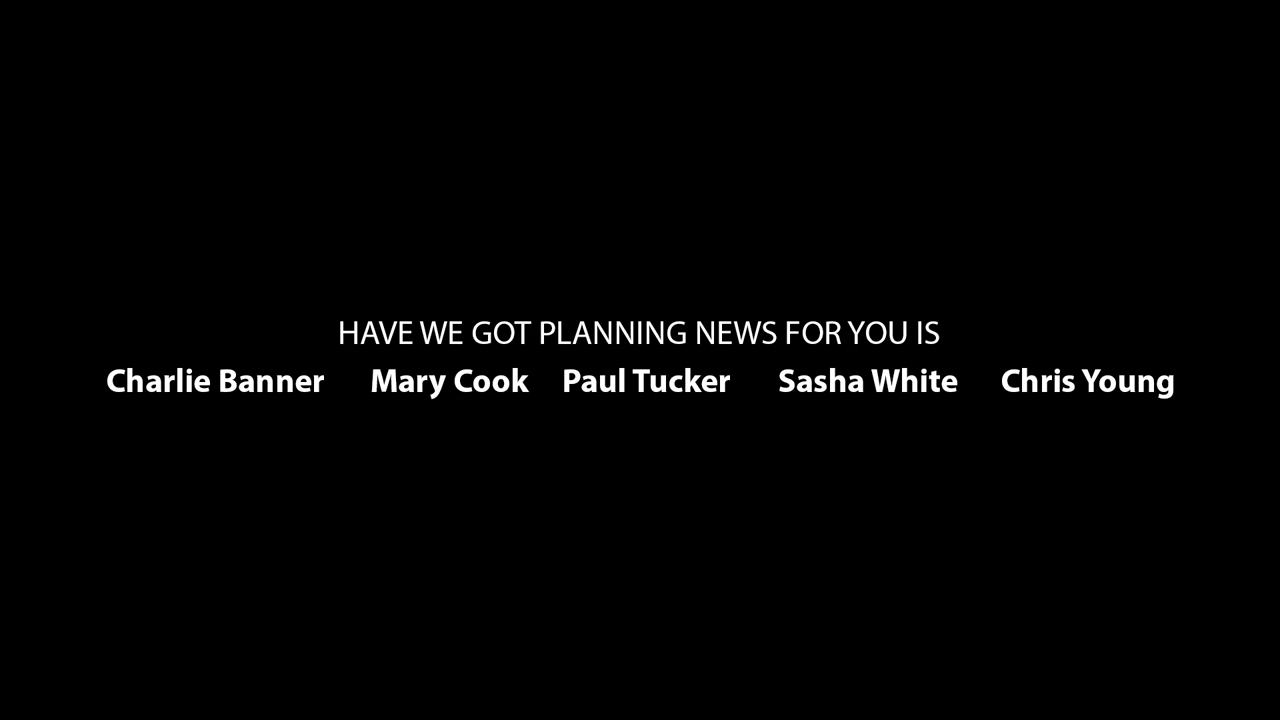 HAVE WE GOT PLANNING NEWS FOR YOU IS
Charlie Banner Mary Cook Paul Tucker Sasha White Chris Young